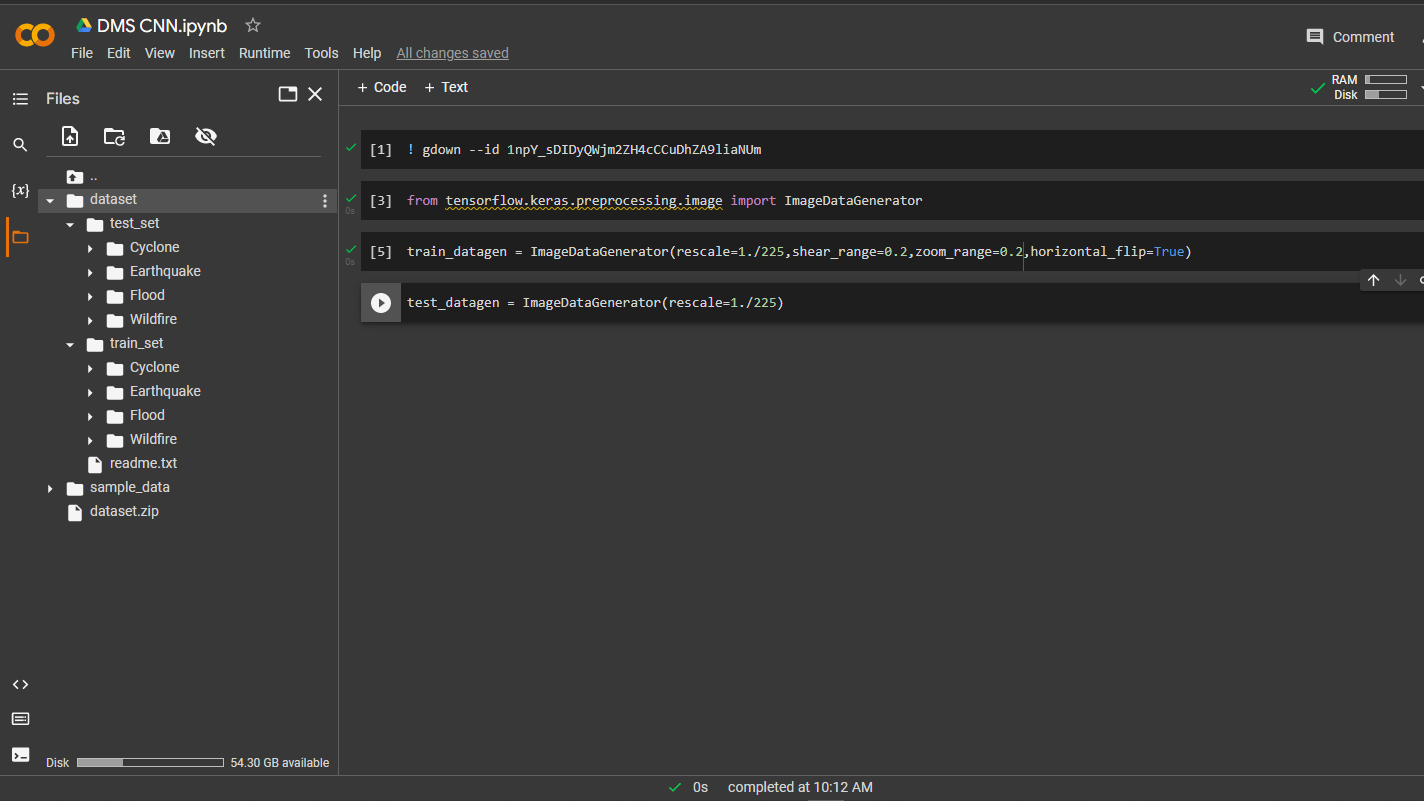 DMS CNN.ipynb
File Edit View Insert Runtime Tools Help All changes saved
Comment
Files
+ Code + Text
RAM
Disk
{x}
..
dataset
test_set
Cyclone
Earthquake
Flood
Wildfire
train_set
Cyclone
Earthquake
Flood
Wildfire
readme.txt
sample_data
dataset.zip
Disk 54.30 GB available
[1] ! gdown --id 1npY_sDIDyQWjm2ZH4cCCuDhZA9liaNUm
[3] from tensorflow.keras.preprocessing.image import ImageDataGenerator
0s
[5] train_datagen = ImageDataGenerator(rescale=1./225,shear_range=0.2,zoom_range=0.2,horizontal_flip=True)
0s
test_datagen = ImageDataGenerator(rescale=1./225)
0s completed at 10:12 AM